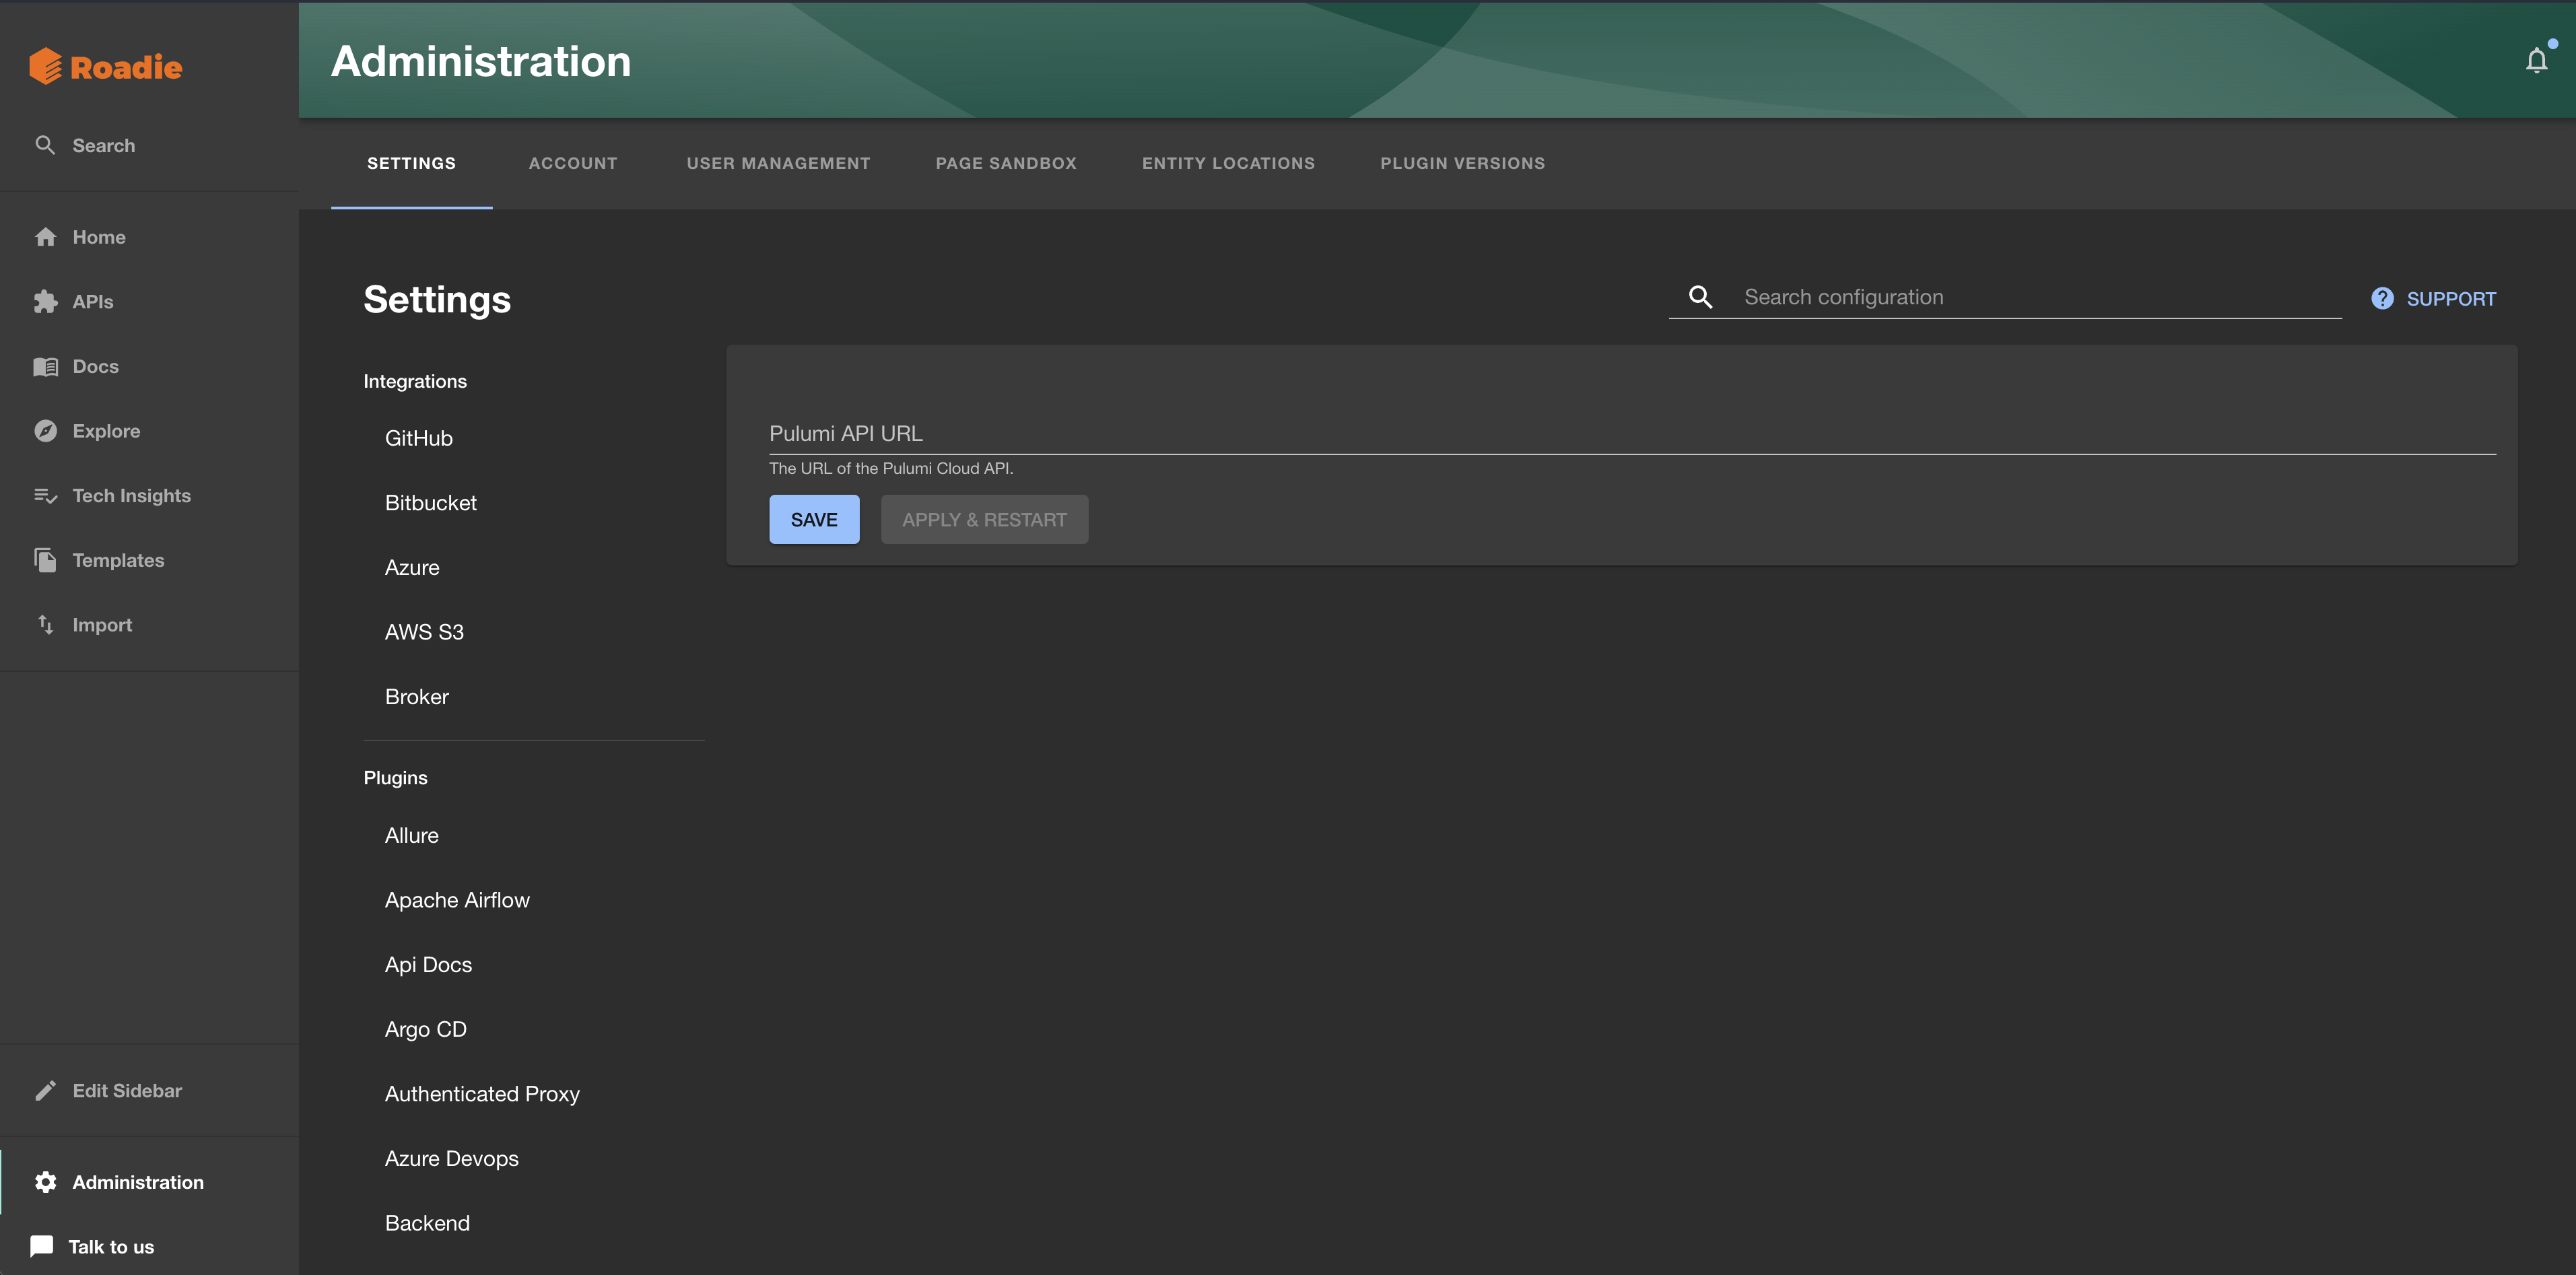 Roadie
Search
Home
APIs
Docs
Explore
Tech Insights
Templates
Import
Edit Sidebar
Administration
Talk to us
Administration
SETTINGS
ACCOUNT
USER MANAGEMENT
PAGE SANDBOX
ENTITY LOCATIONS
PLUGIN VERSIONS
Settings
Search configuration
SUPPORT
Integrations
GitHub
Bitbucket
Azure
AWS S3
Broker
Plugins
Allure
Apache Airflow
Api Docs
Argo CD
Authenticated Proxy
Azure Devops
Backend
Pulumi API URL
The URL of the Pulumi Cloud API.
SAVE
APPLY & RESTART